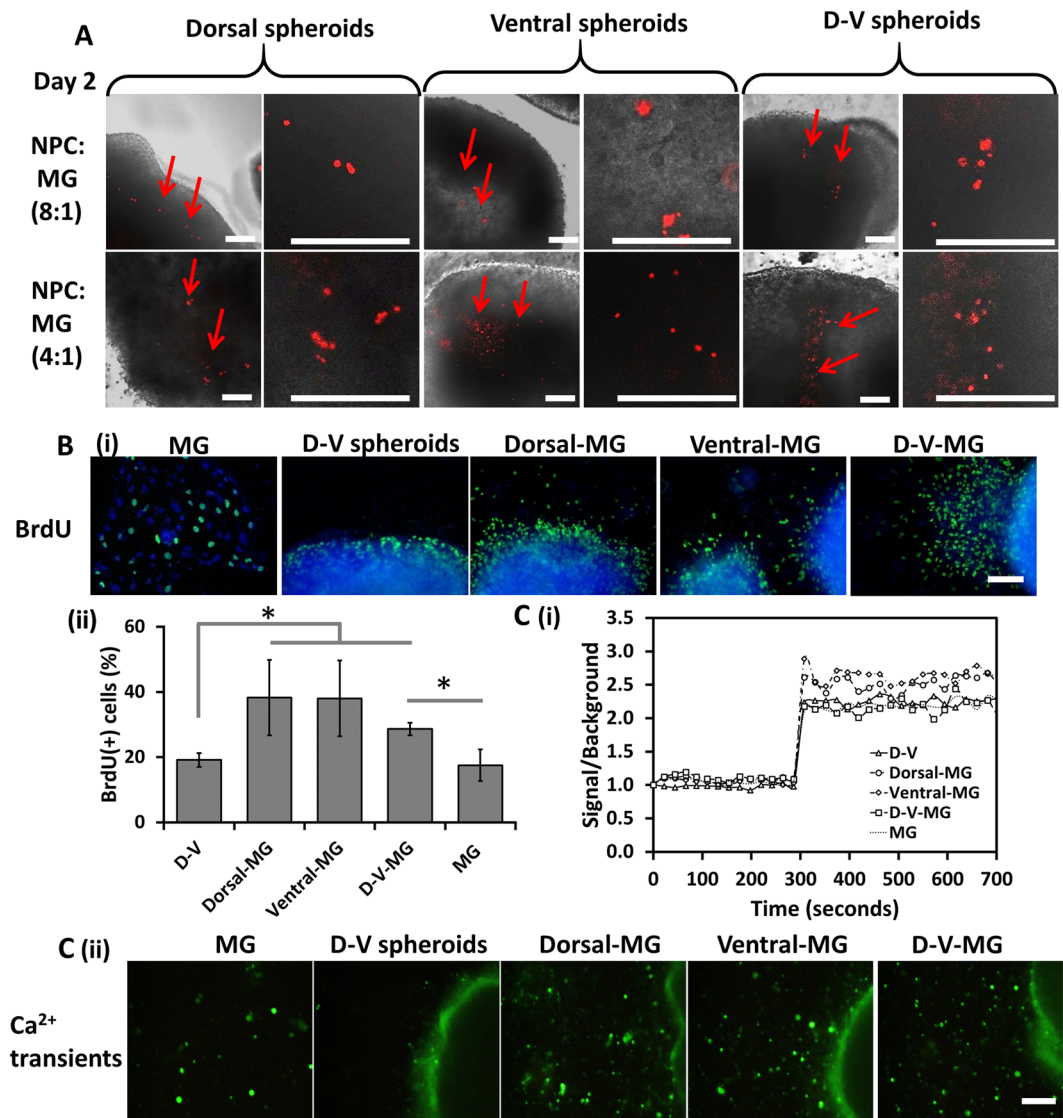 A
Dorsal spheroids
Ventral spheroids
D-V spheroids
Day 2
NPC:
MG
(8:1)
NPC:
MG
(4:1)
B (i)
MG
D-V spheroids
Dorsal-MG
Ventral-MG
D-V-MG
BrdU
(ii)
BrdU(+) cells (%)
60
40
20
0
*
*
D-V
Dorsal-MG
Ventral-MG
D-V-MG
MG
C (i)
Signal/Background
3.5
3.0
2.5
2.0
1.5
1.0
0.5
0.0
D-V
Dorsal-MG
Ventral-MG
D-V-MG
MG
0 100 200 300 400 500 600 700
Time (seconds)
C (ii)
MG
D-V spheroids
Dorsal-MG
Ventral-MG
D-V-MG
Ca²⁺
transients